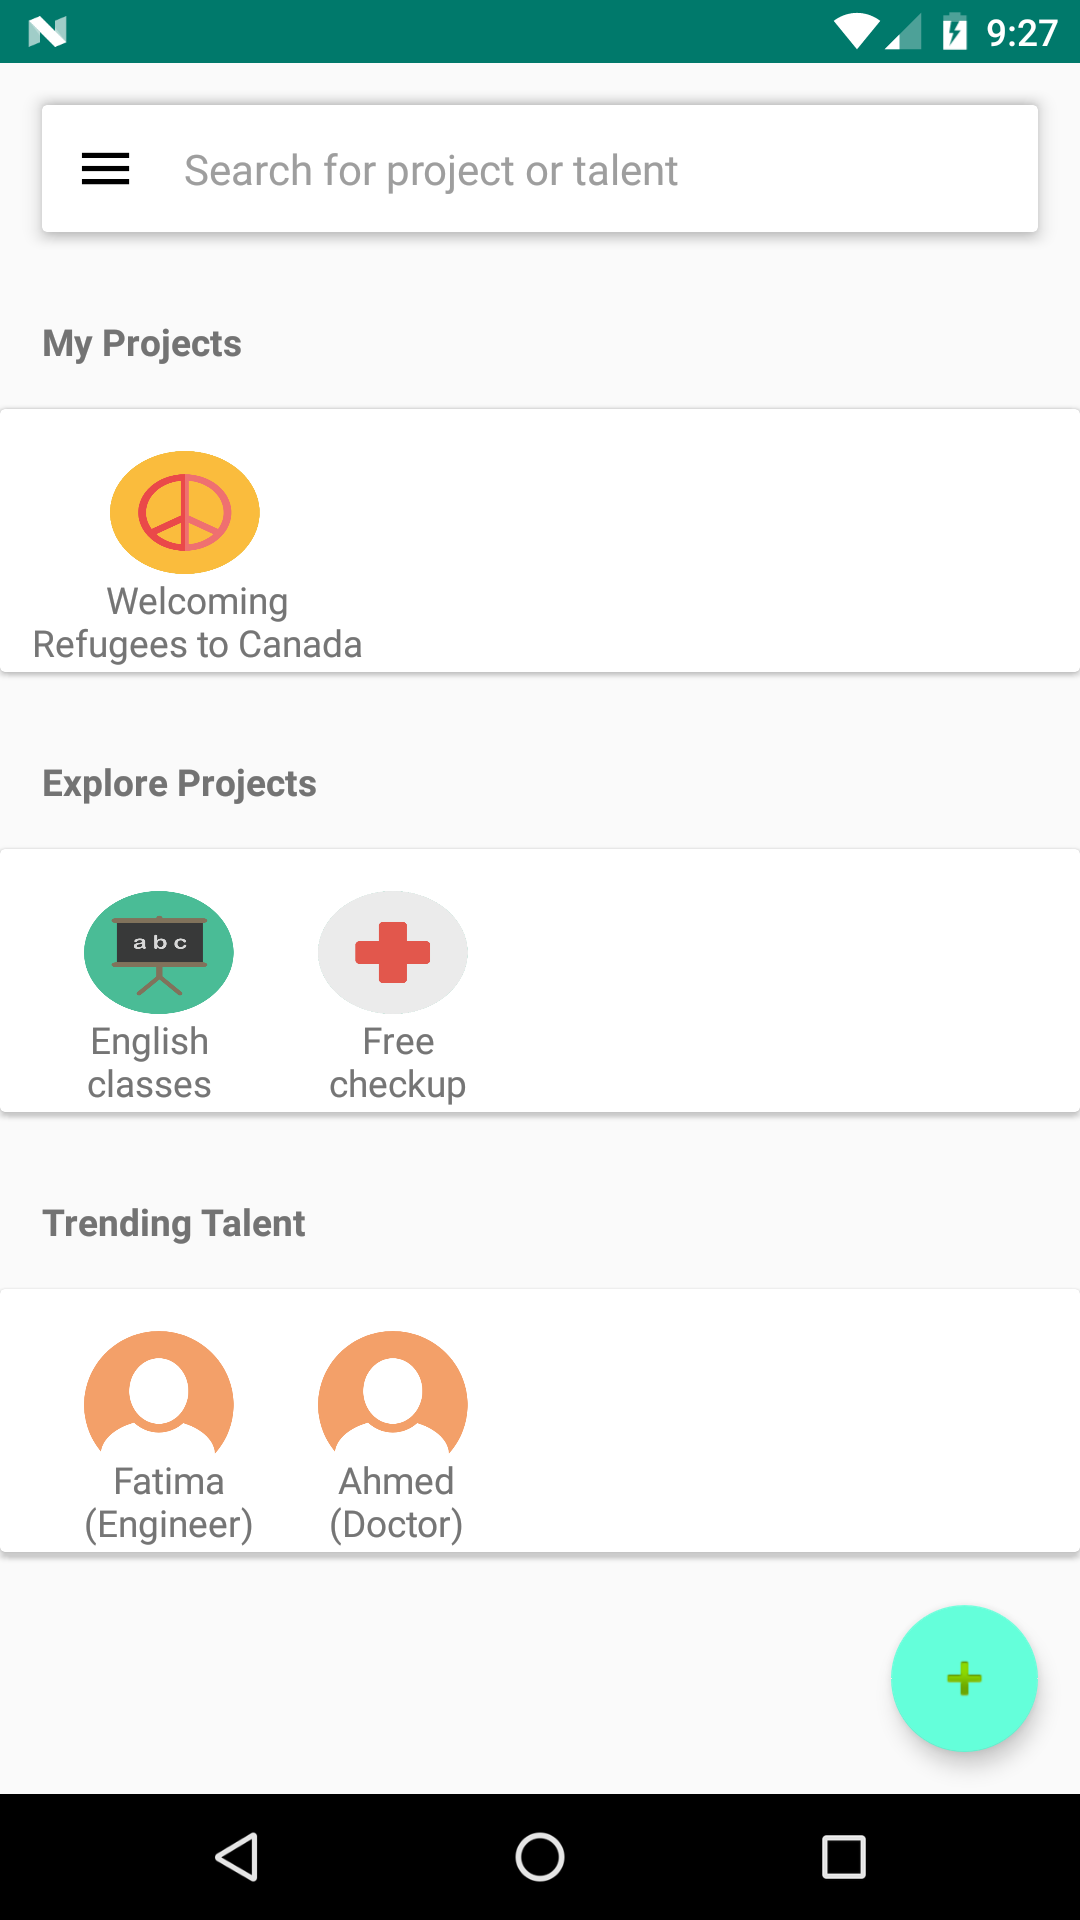 9:27
Search for project or talent
My Projects
Welcoming
Refugees to Canada
Explore Projects
a b c
English
classes
Free
checkup
Trending Talent
Fatima
(Engineer)
Ahmed
(Doctor)